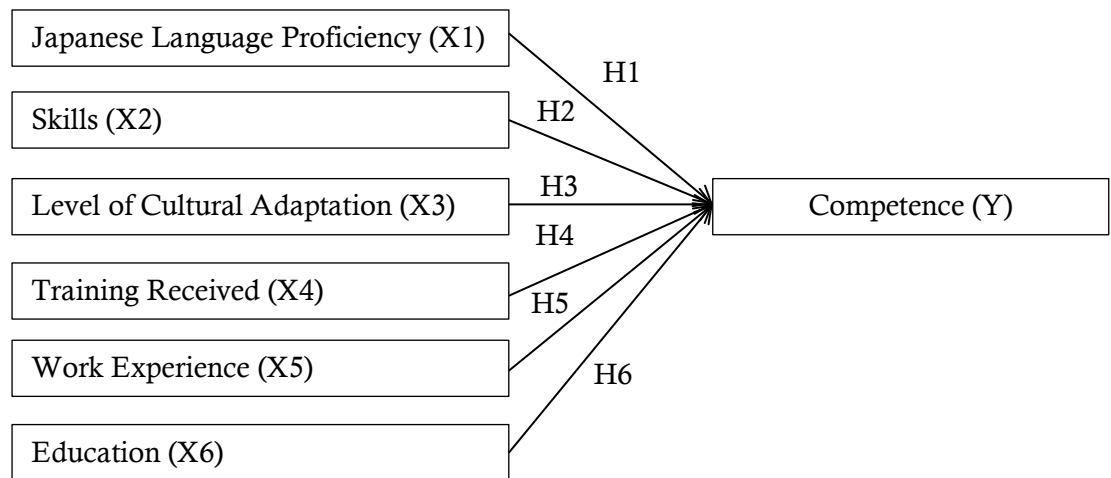 Japanese Language Proficiency (X1)
H1
Skills (X2)
H2
Level of Cultural Adaptation (X3)
H3
Competence (Y)
H4
Training Received (X4)
H5
Work Experience (X5)
H6
Education (X6)